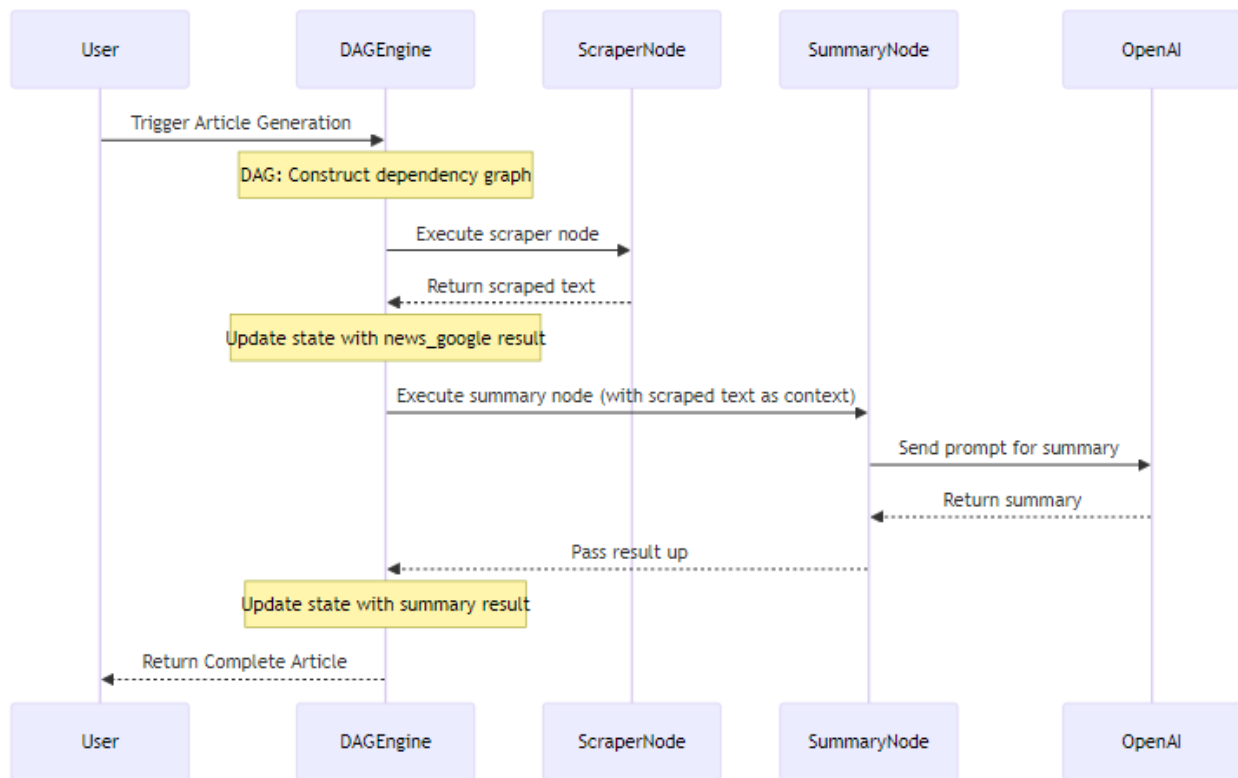 User
DAGEngine
ScraperNode
SummaryNode
OpenAI
Trigger Article Generation
DAG: Construct dependency graph
Execute scraper node
Return scraped text
Update state with news_google result
Execute summary node (with scraped text as context)
Send prompt for summary
Return summary
Pass result up
Update state with summary result
Return Complete Article
User
DAGEngine
ScraperNode
SummaryNode
OpenAI